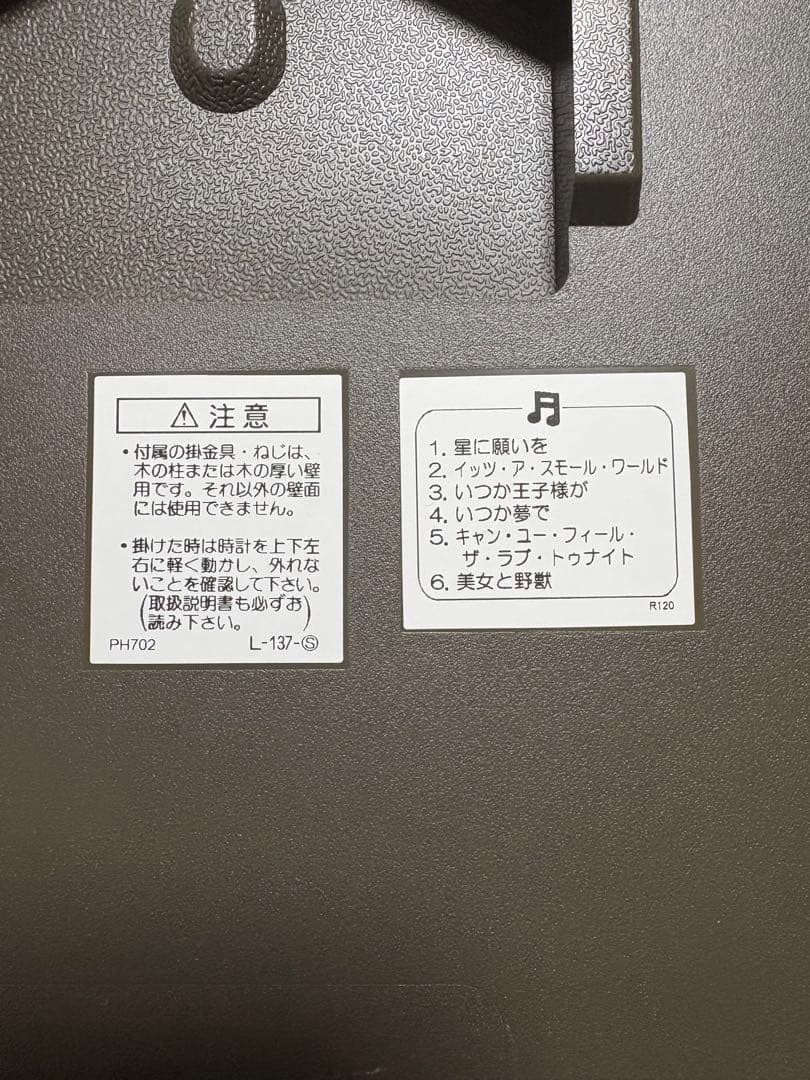 ⚠ 注意
・付属の掛金具・ねじは、
木の柱または木の厚い壁
用です。それ以外の壁面
には使用できません。
・掛けた時は時計を上下左
右に軽く動かし、外れな
いことを確認して下さい。
(取扱説明書も必ずお
読み下さい。)
PH702 L-137-Ⓢ
1. 星に願いを
2. イッツ・ア・スモール・ワールド
3. いつか王子様が
4. いつか夢で
5. キャン・ユー・フィール・
ザ・ラブ・トゥナイト
6. 美女と野獣
R120